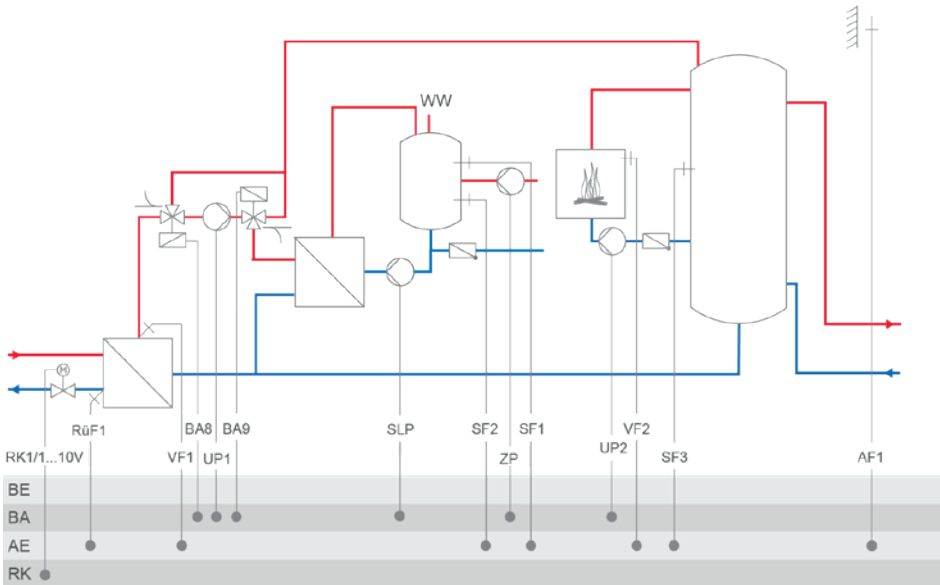 WW
M
RüF1 BA8 BA9 SLP SF2 SF1 VF2
RK1/1...10V VF1 UP1 ZP UP2 SF3 AF1
BE
BA
AE
RK